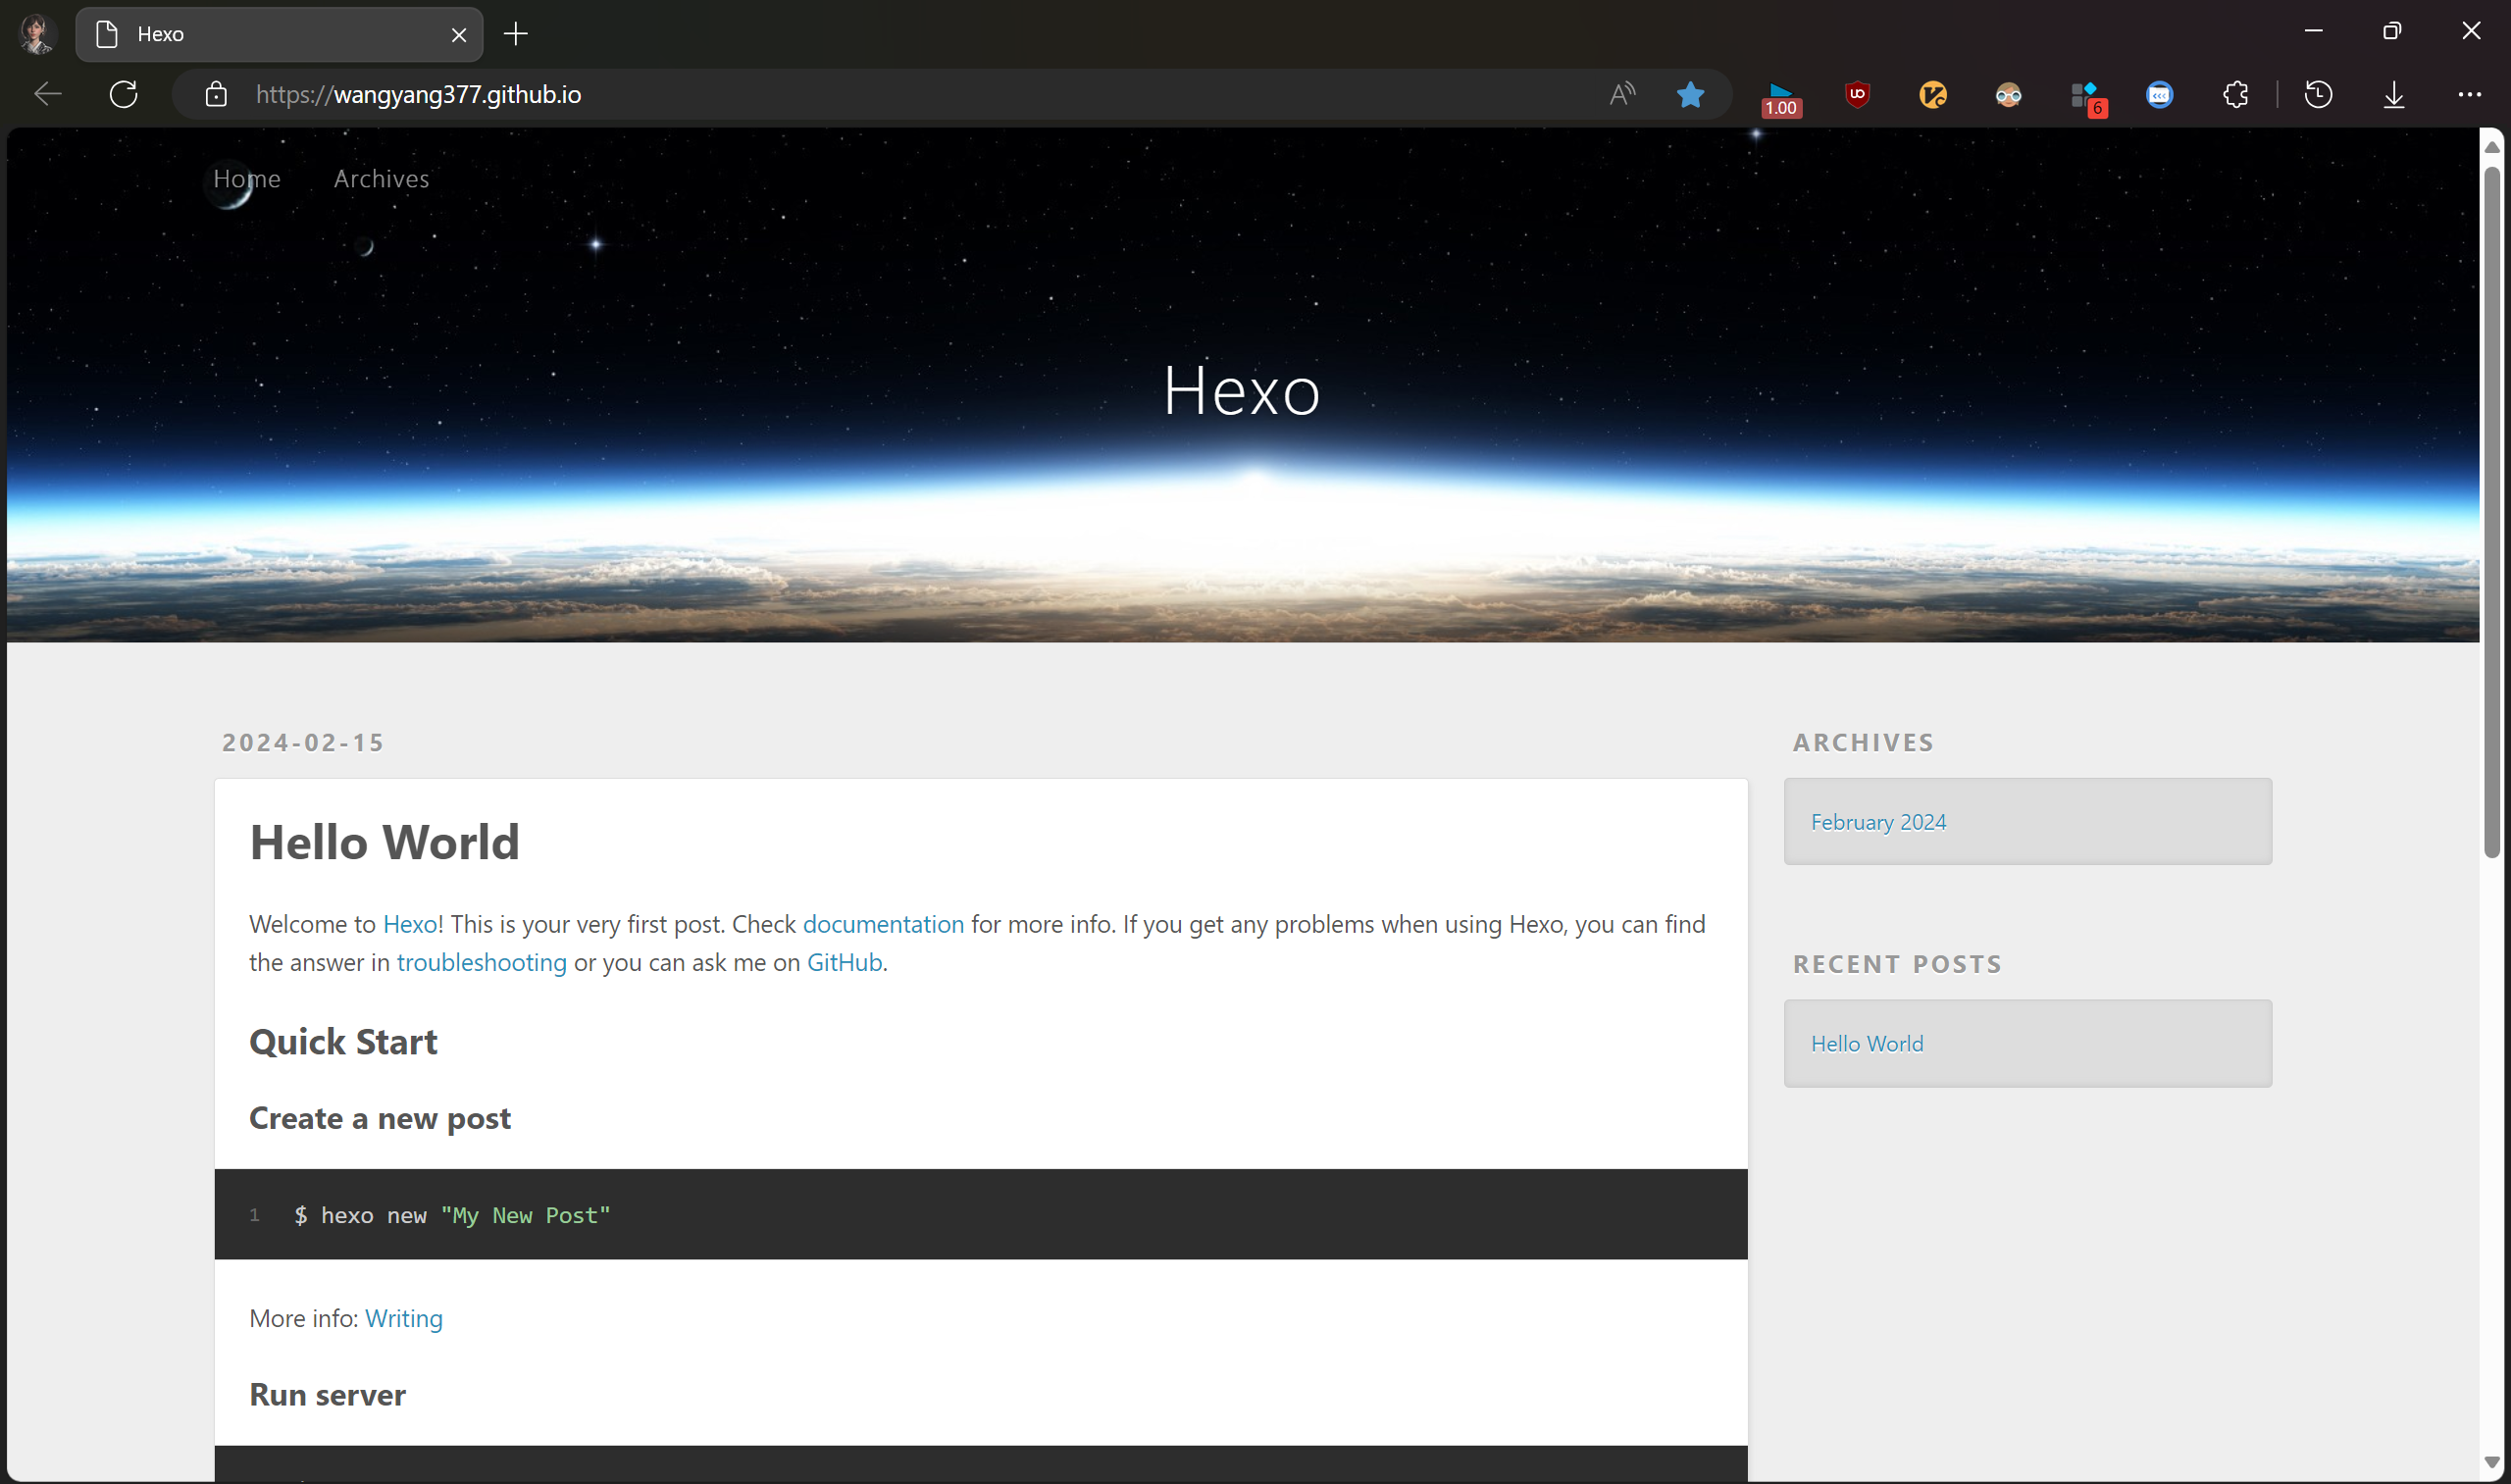 Hexo
https://wangyang377.github.io
1.00
6
Home Archives
Hexo
2024-02-15
Hello World
Welcome to Hexo! This is your very first post. Check documentation for more info. If you get any problems when using Hexo, you can find
the answer in troubleshooting or you can ask me on GitHub.
Quick Start
Create a new post
1 $ hexo new "My New Post"
More info: Writing
Run server
ARCHIVES
February 2024
RECENT POSTS
Hello World